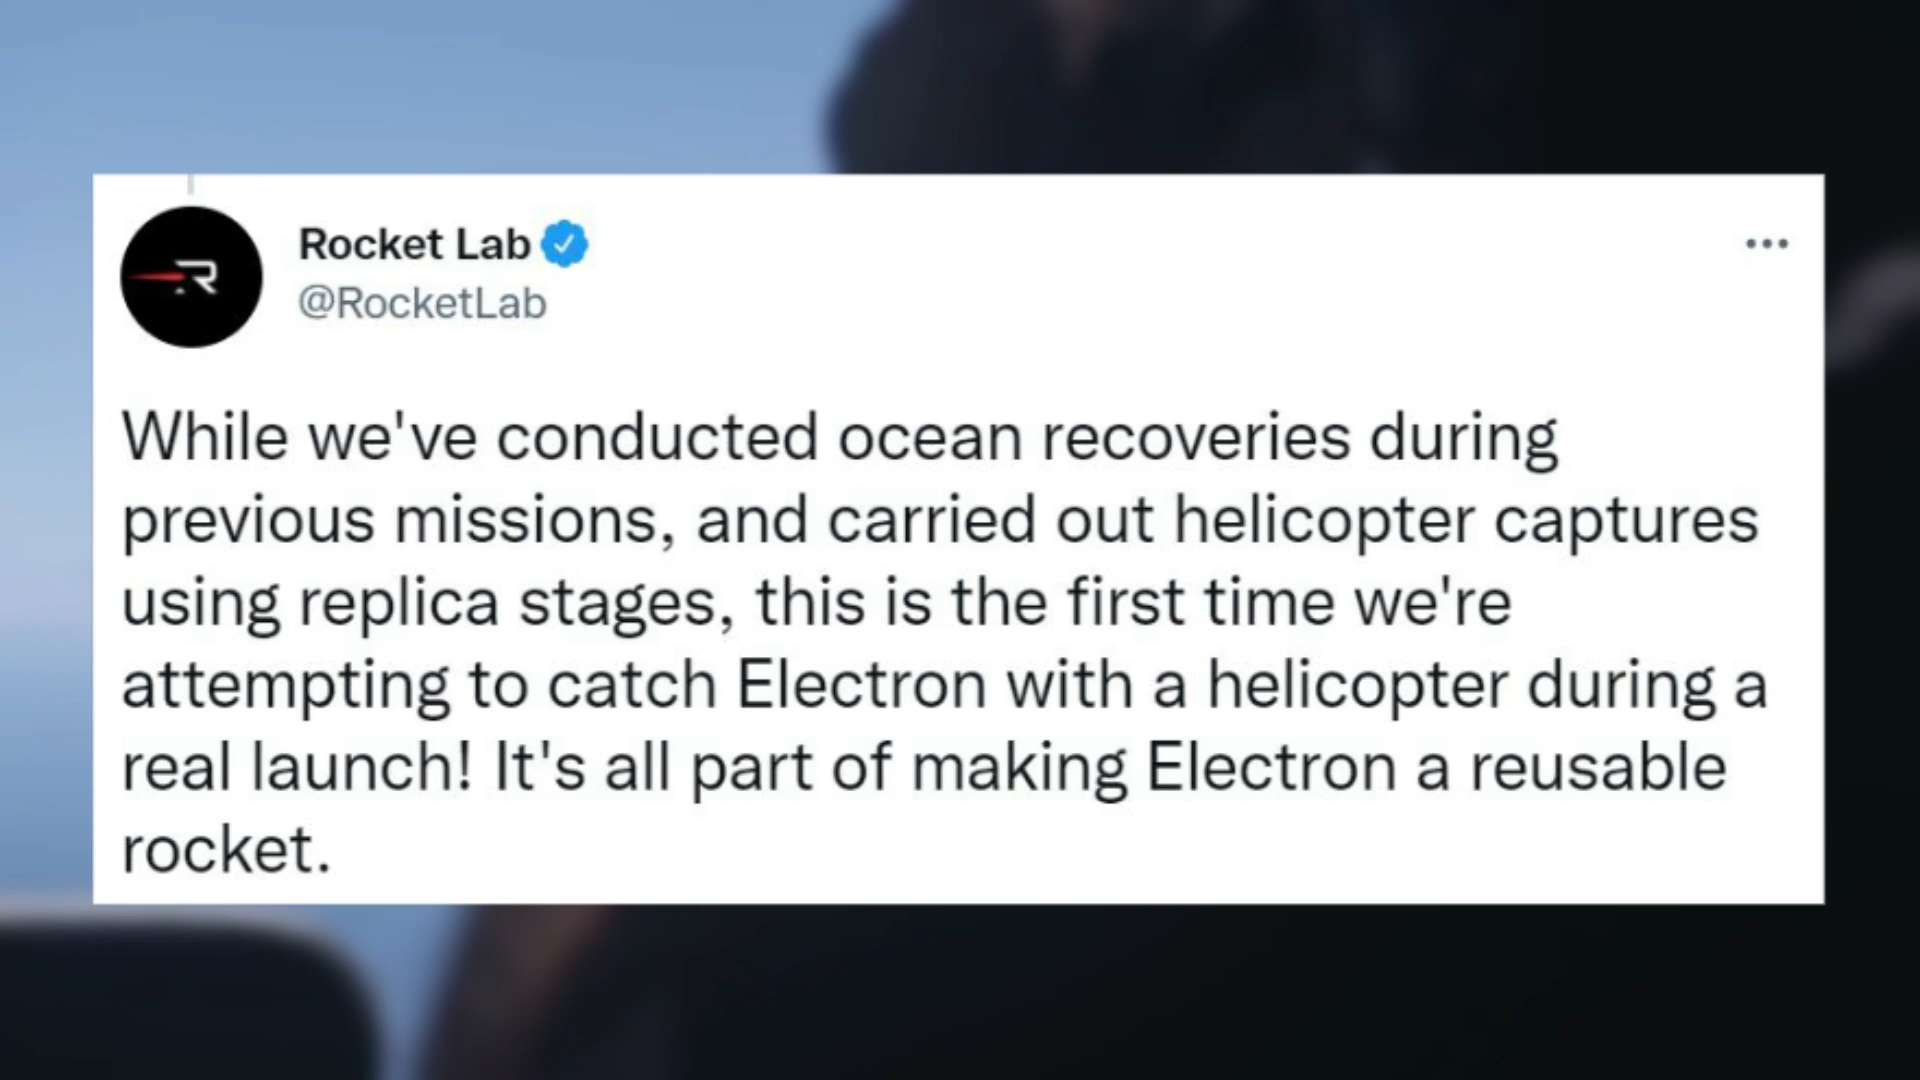 Rocket Lab
@RocketLab
While we've conducted ocean recoveries during
previous missions, and carried out helicopter captures
using replica stages, this is the first time we're
attempting to catch Electron with a helicopter during a
real launch! It's all part of making Electron a reusable
rocket.